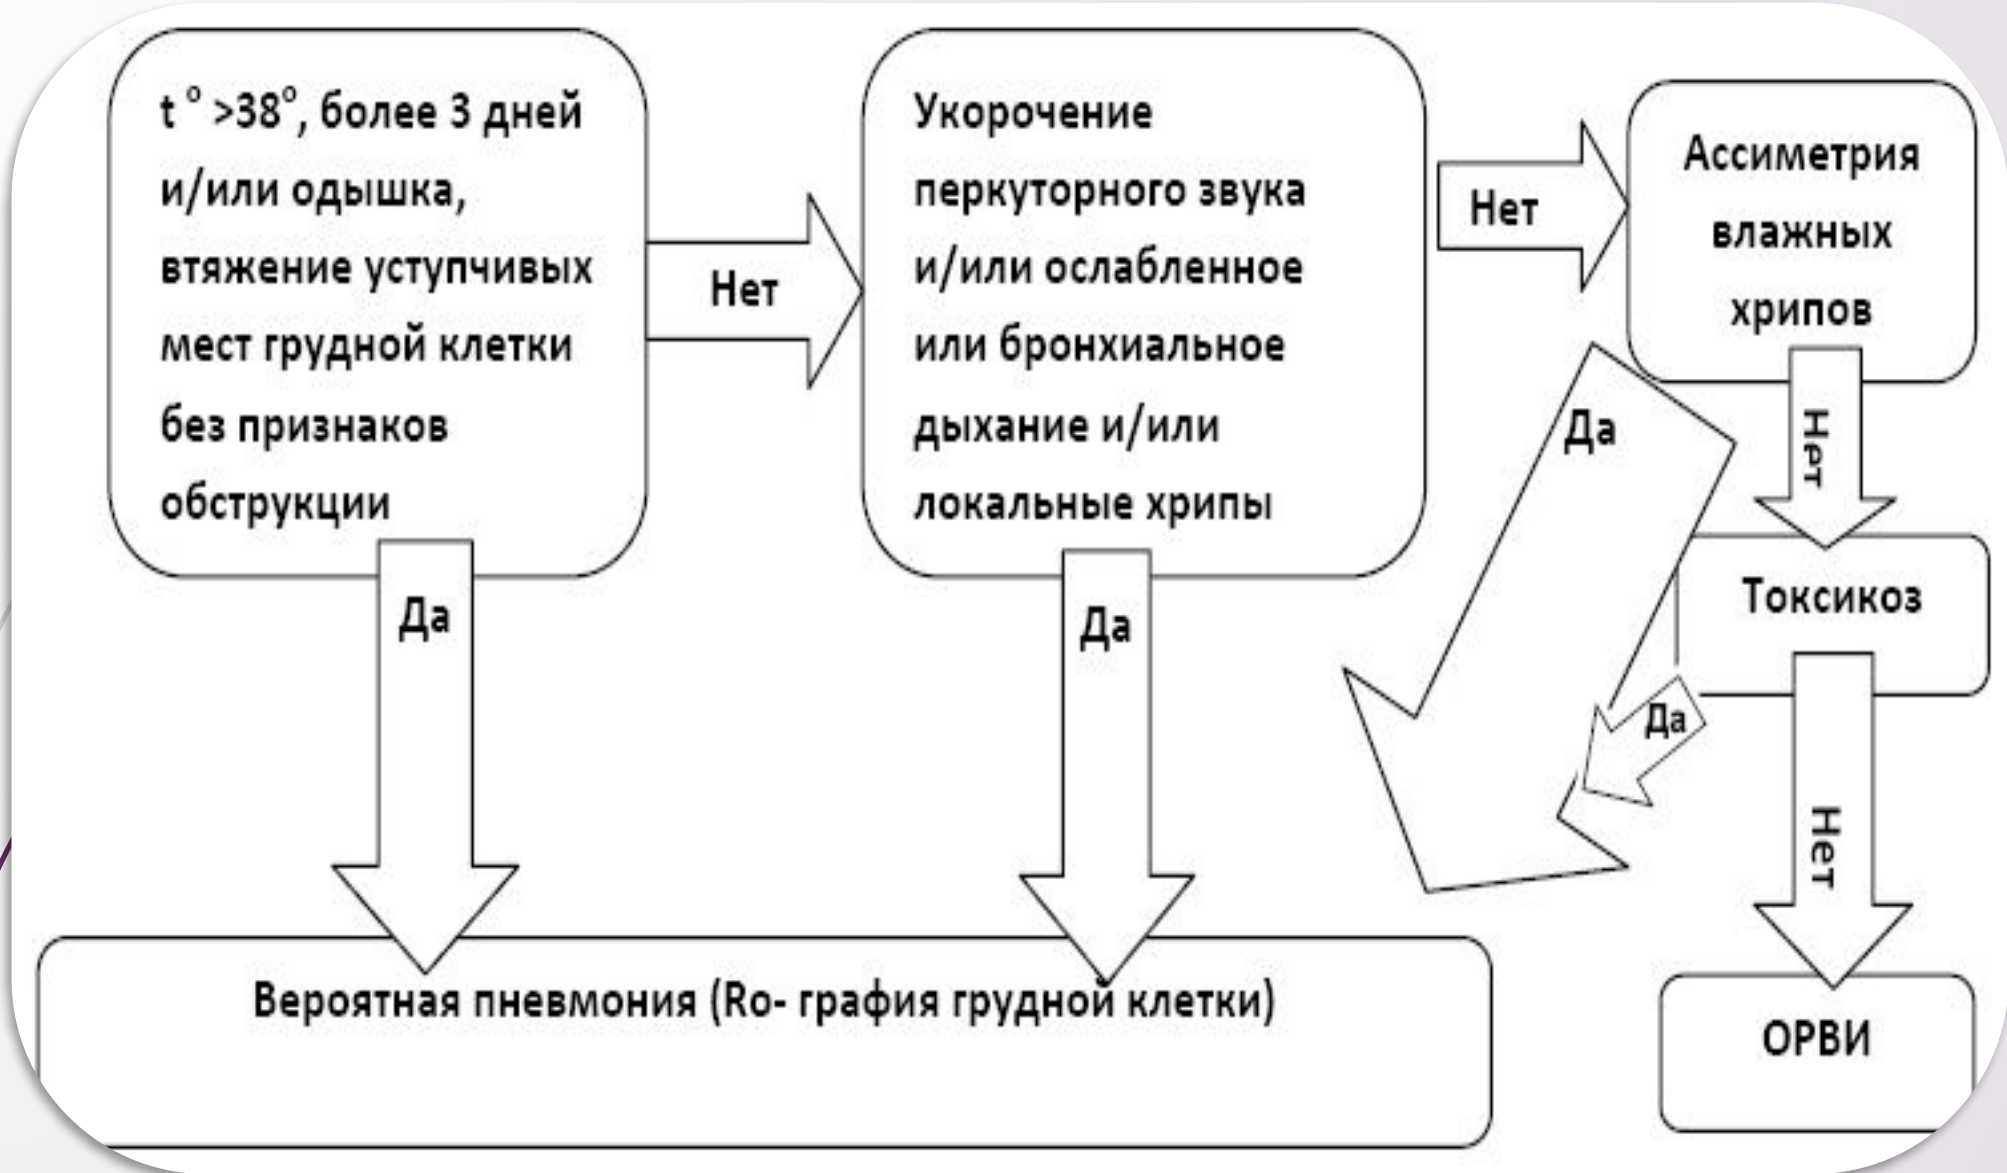 t ° >38°, более 3 дней
и/или одышка,
втяжение уступчивых
мест грудной клетки
без признаков
обструкции
Нет
Да
Укорочение
перкуторного звука
и/или ослабленное
или бронхиальное
дыхание и/или
локальные хрипы
Нет
Да
Ассиметрия
влажных
хрипов
Да
Нет
Токсикоз
Да
Нет
Вероятная пневмония (Ro- графия грудной клетки)
ОРВИ